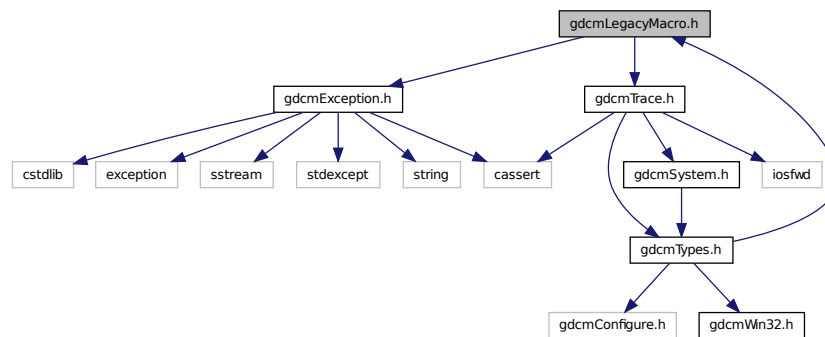 gdcmLegacyMacro.h
gdcmException.h
gdcmTrace.h
cstdlib
exception
sstream
stdexcept
string
cassert
gdcmSystem.h
iosfwd
gdcmTypes.h
gdcmConfigure.h
gdcmWin32.h